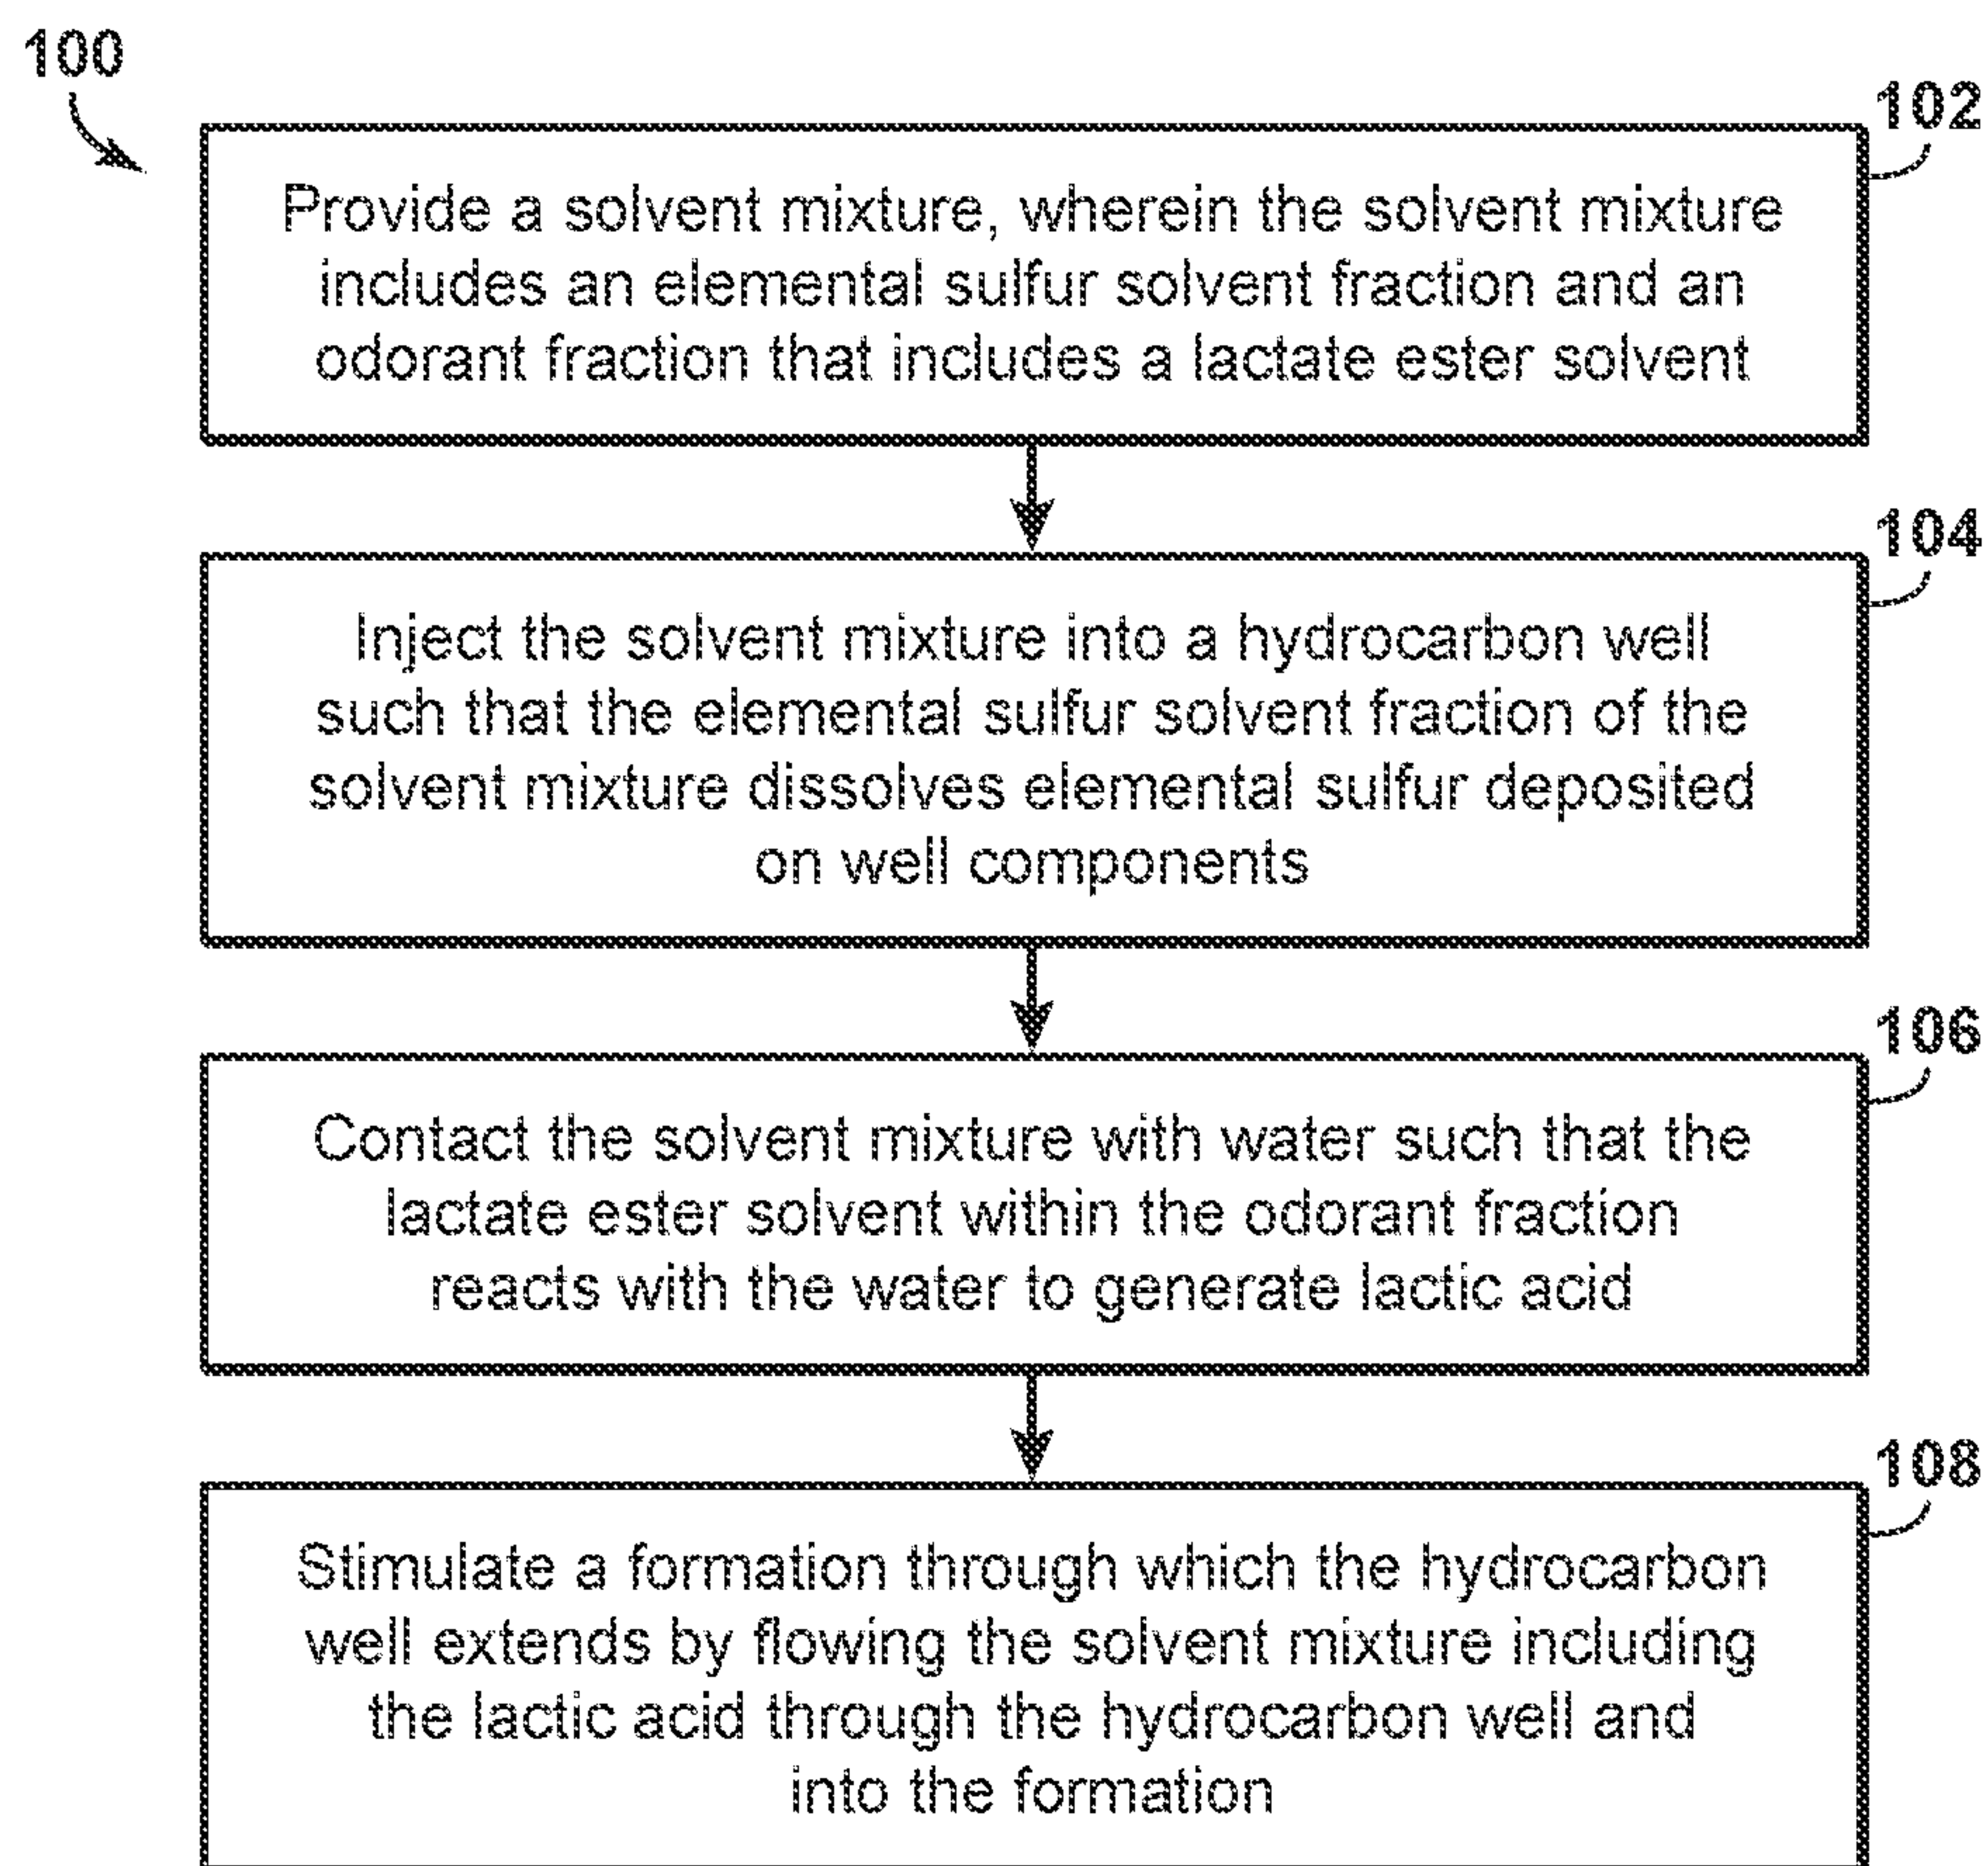 100
102
Provide a solvent mixture, wherein the solvent mixture
includes an elemental sulfur solvent fraction and an
odorant fraction that includes a lactate ester solvent
104
Inject the solvent mixture into a hydrocarbon well
such that the elemental sulfur solvent fraction of the
solvent mixture dissolves elemental sulfur deposited
on well components
106
Contact the solvent mixture with water such that the
lactate ester solvent within the odorant fraction
reacts with the water to generate lactic acid
108
Stimulate a formation through which the hydrocarbon
well extends by flowing the solvent mixture including
the lactic acid through the hydrocarbon well and
into the formation